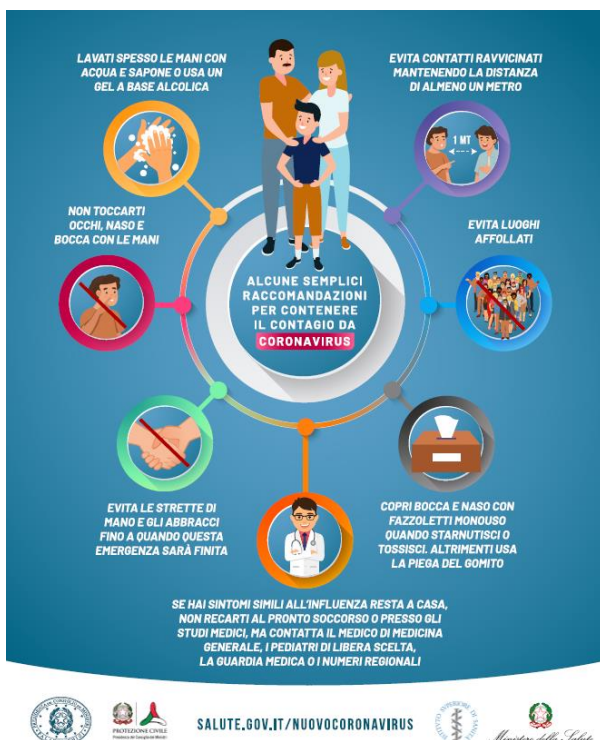 LAVATI SPESSO LE MANI CON
ACQUA E SAPONE O USA UN
GEL A BASE ALCOLICA
EVITA CONTATTI RAVVICINATI
MANTENENDO LA DISTANZA
DI ALMENO UN METRO
1 MT
NON TOCCARTI
OCCHI, NASO E
BOCCA CON LE MANI
EVITA LUOGHI
AFFOLLATI
ALCUNE SEMPLICI
RACCOMANDAZIONI
PER CONTENERE
IL CONTAGIO DA
CORONAVIRUS
EVITA LE STRETTE DI
MANO E GLI ABBRACCI
FINO A QUANDO QUESTA
EMERGENZA SARÀ FINITA
COPRI BOCCA E NASO CON
FAZZOLETTI MONOUSO
QUANDO STARNUTISCI O
TOSSISCI. ALTRIMENTI USA
LA PIEGA DEL GOMITO
SE HAI SINTOMI SIMILI ALL'INFLUENZA RESTA A CASA,
NON RECARTI AL PRONTO SOCCORSO O PRESSO GLI
STUDI MEDICI, MA CONTATTA IL MEDICO DI MEDICINA
GENERALE, I PEDIATRI DI LIBERA SCELTA,
LA GUARDIA MEDICA O I NUMERI REGIONALI
PROTEZIONE CIVILE
SALUTE.GOV.IT/NUOVOCORONAVIRUS
Ministero della Salute